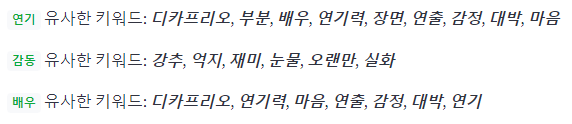 연기 유사한 키워드: 디카프리오, 부분, 배우, 연기력, 장면, 연출, 감정, 대박, 마음
감동 유사한 키워드: 강추, 억지, 재미, 눈물, 오랜만, 실화
배우 유사한 키워드: 디카프리오, 연기력, 마음, 연출, 감정, 대박, 연기